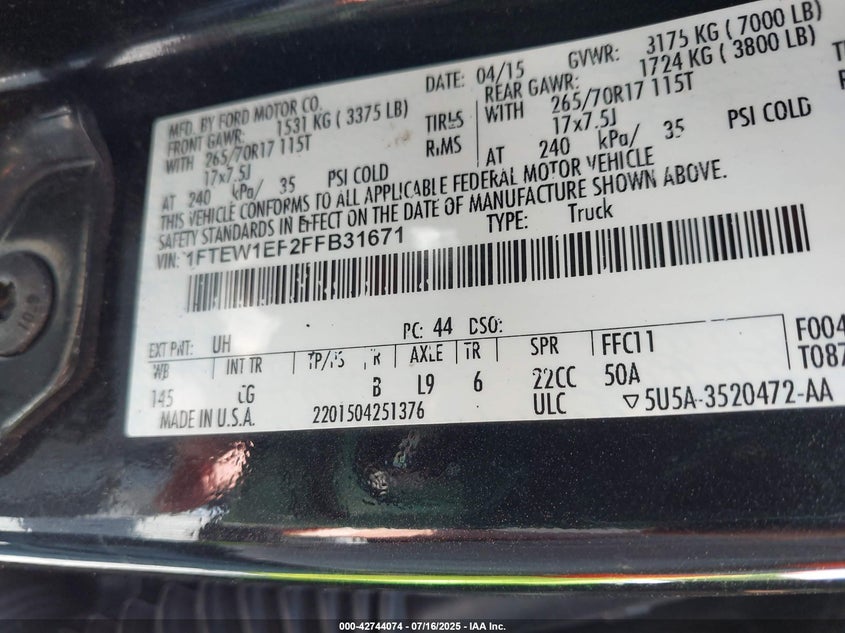 MFD. BY FORD MOTOR CO. DATE: 04/15 GVWR: 3175 KG ( 7000 LB)
FRONT GAWR: 1531 KG ( 3375 LB) REAR GAWR: 1724 KG ( 3800 LB)
WITH 265/70R17 115T TIRES WITH 265/70R17 115T
17x7.5J RIMS 17x7.5J
AT 240 kPa/ 35 PSI COLD AT 240 kPa/ 35 PSI COLD
THIS VEHICLE CONFORMS TO ALL APPLICABLE FEDERAL MOTOR VEHICLE
SAFETY STANDARDS IN EFFECT ON THE DATE OF MANUFACTURE SHOWN ABOVE.
VIN: 1FTEW1EF2FFB31671 TYPE: Truck
EXT PNT: UH PC: 44 DSO: F004
WB INT TR TP/PS R AXLE TR SPR FFC11 T087
145 CG B L9 6 22CC 50A
MADE IN U.S.A. 2201504251376 ULC ▽5U5A-3520472-AA
000-42744074 - 07/16/2025 - IAA Inc.